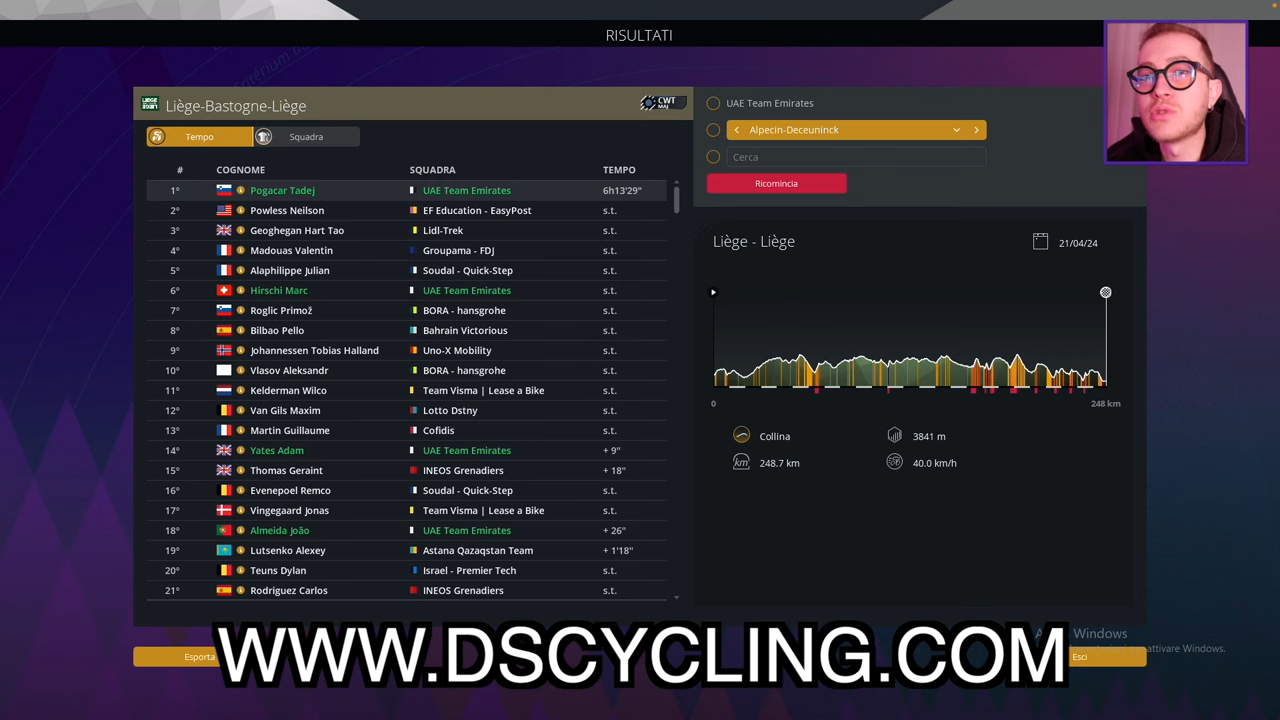 RISULTATI
Liège-Bastogne-Liège
CWT
Tempo Squadra
# COGNOME SQUADRA TEMPO
1° Pogacar Tadej UAE Team Emirates 6h13'29"
2° Powless Neilson EF Education - EasyPost s.t.
3° Geoghegan Hart Tao Lidl-Trek s.t.
4° Madouas Valentin Groupama - FDJ s.t.
5° Alaphilippe Julian Soudal - Quick-Step s.t.
6° Hirschi Marc UAE Team Emirates s.t.
7° Roglic Primož BORA - hansgrohe s.t.
8° Bilbao Pello Bahrain Victorious s.t.
9° Johannessen Tobias Halland Uno-X Mobility s.t.
10° Vlasov Aleksandr BORA - hansgrohe s.t.
11° Kelderman Wilco Team Visma | Lease a Bike s.t.
12° Van Gils Maxim Lotto Dstny s.t.
13° Martin Guillaume Cofidis s.t.
14° Yates Adam UAE Team Emirates + 9"
15° Thomas Geraint INEOS Grenadiers + 18"
16° Evenepoel Remco Soudal - Quick-Step s.t.
17° Vingegaard Jonas Team Visma | Lease a Bike s.t.
18° Almeida João UAE Team Emirates + 26"
19° Lutsenko Alexey Astana Qazaqstan Team + 1'18"
20° Teuns Dylan Israel - Premier Tech s.t.
21° Rodriguez Carlos INEOS Grenadiers s.t.
UAE Team Emirates
Alpecin-Deceuninck
Cerca
Ricomincia
Liège - Liège 21/04/24
0 248 km
Collina 3841 m
km 248.7 km 40.0 km/h
Windows
attivare Windows.
Esporta
Esci
WWW.DSCYCLING.COM